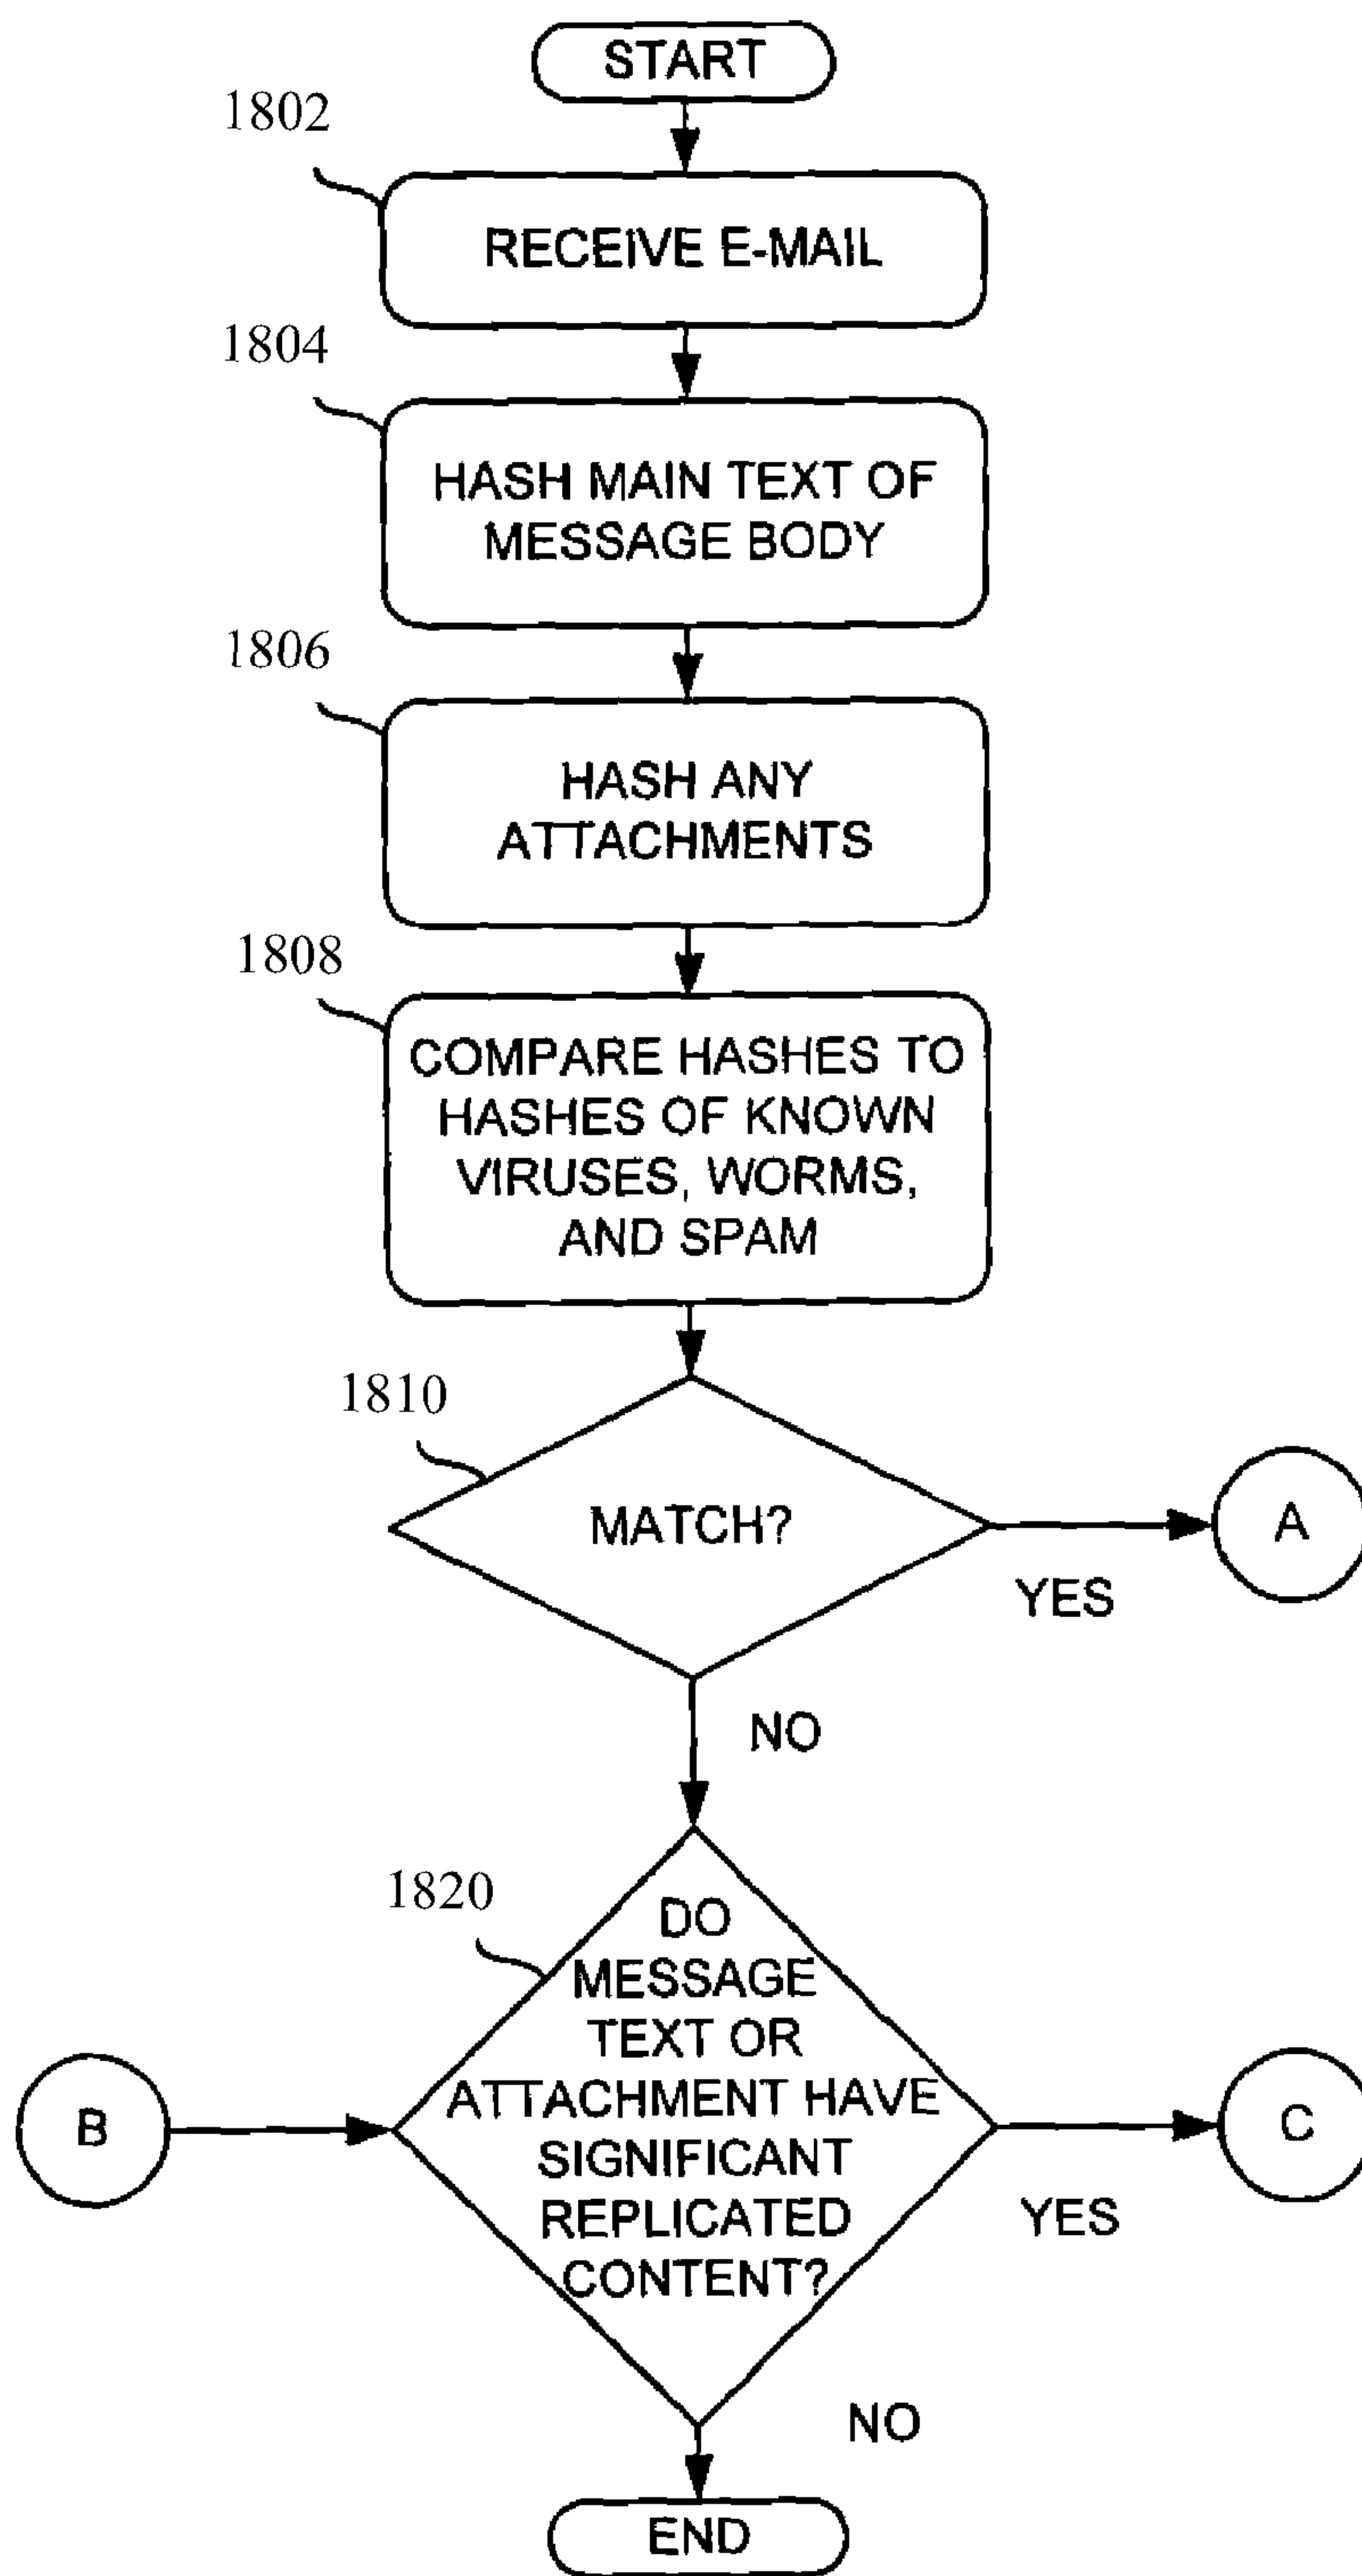 START
1802
RECEIVE E-MAIL
1804
HASH MAIN TEXT OF
MESSAGE BODY
1806
HASH ANY
ATTACHMENTS
1808
COMPARE HASHES TO
HASHES OF KNOWN
VIRUSES, WORMS,
AND SPAM
1810
MATCH?
A
YES
NO
1820
DO
MESSAGE
TEXT OR
ATTACHMENT HAVE
SIGNIFICANT
REPLICATED
CONTENT?
B
C
YES
NO
END